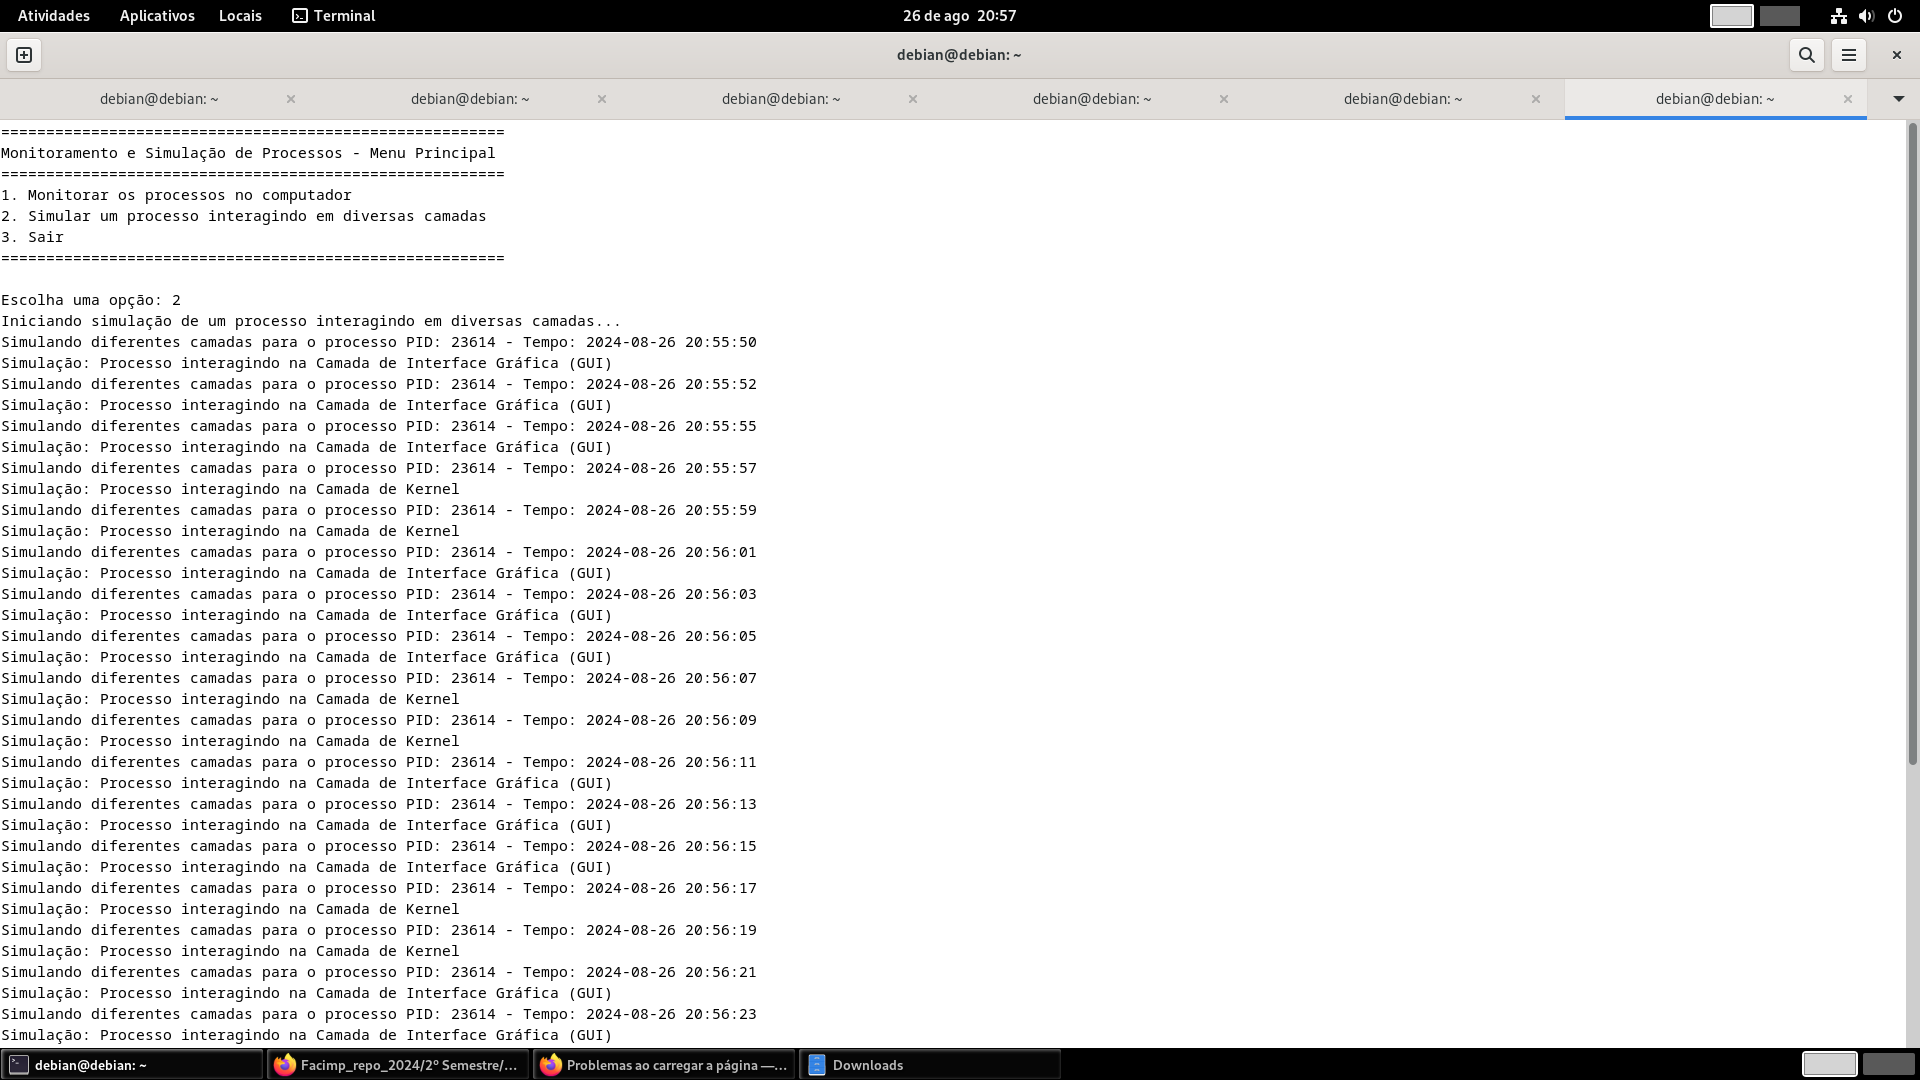 Atividades Aplicativos Locais Terminal 26 de ago 20:57
debian@debian: ~
debian@debian: ~ debian@debian: ~ debian@debian: ~ debian@debian: ~ debian@debian: ~ debian@debian: ~
========================================================
Monitoramento e Simulação de Processos - Menu Principal
========================================================
1. Monitorar os processos no computador
2. Simular um processo interagindo em diversas camadas
3. Sair
========================================================
Escolha uma opção: 2
Iniciando simulação de um processo interagindo em diversas camadas...
Simulando diferentes camadas para o processo PID: 23614 - Tempo: 2024-08-26 20:55:50
Simulação: Processo interagindo na Camada de Interface Gráfica (GUI)
Simulando diferentes camadas para o processo PID: 23614 - Tempo: 2024-08-26 20:55:52
Simulação: Processo interagindo na Camada de Interface Gráfica (GUI)
Simulando diferentes camadas para o processo PID: 23614 - Tempo: 2024-08-26 20:55:55
Simulação: Processo interagindo na Camada de Interface Gráfica (GUI)
Simulando diferentes camadas para o processo PID: 23614 - Tempo: 2024-08-26 20:55:57
Simulação: Processo interagindo na Camada de Kernel
Simulando diferentes camadas para o processo PID: 23614 - Tempo: 2024-08-26 20:55:59
Simulação: Processo interagindo na Camada de Kernel
Simulando diferentes camadas para o processo PID: 23614 - Tempo: 2024-08-26 20:56:01
Simulação: Processo interagindo na Camada de Interface Gráfica (GUI)
Simulando diferentes camadas para o processo PID: 23614 - Tempo: 2024-08-26 20:56:03
Simulação: Processo interagindo na Camada de Interface Gráfica (GUI)
Simulando diferentes camadas para o processo PID: 23614 - Tempo: 2024-08-26 20:56:05
Simulação: Processo interagindo na Camada de Interface Gráfica (GUI)
Simulando diferentes camadas para o processo PID: 23614 - Tempo: 2024-08-26 20:56:07
Simulação: Processo interagindo na Camada de Kernel
Simulando diferentes camadas para o processo PID: 23614 - Tempo: 2024-08-26 20:56:09
Simulação: Processo interagindo na Camada de Kernel
Simulando diferentes camadas para o processo PID: 23614 - Tempo: 2024-08-26 20:56:11
Simulação: Processo interagindo na Camada de Interface Gráfica (GUI)
Simulando diferentes camadas para o processo PID: 23614 - Tempo: 2024-08-26 20:56:13
Simulação: Processo interagindo na Camada de Interface Gráfica (GUI)
Simulando diferentes camadas para o processo PID: 23614 - Tempo: 2024-08-26 20:56:15
Simulação: Processo interagindo na Camada de Interface Gráfica (GUI)
Simulando diferentes camadas para o processo PID: 23614 - Tempo: 2024-08-26 20:56:17
Simulação: Processo interagindo na Camada de Kernel
Simulando diferentes camadas para o processo PID: 23614 - Tempo: 2024-08-26 20:56:19
Simulação: Processo interagindo na Camada de Kernel
Simulando diferentes camadas para o processo PID: 23614 - Tempo: 2024-08-26 20:56:21
Simulação: Processo interagindo na Camada de Interface Gráfica (GUI)
Simulando diferentes camadas para o processo PID: 23614 - Tempo: 2024-08-26 20:56:23
Simulação: Processo interagindo na Camada de Interface Gráfica (GUI)
debian@debian: ~ Facimp_repo_2024/2º Semestre/... Problemas ao carregar a página —... Downloads